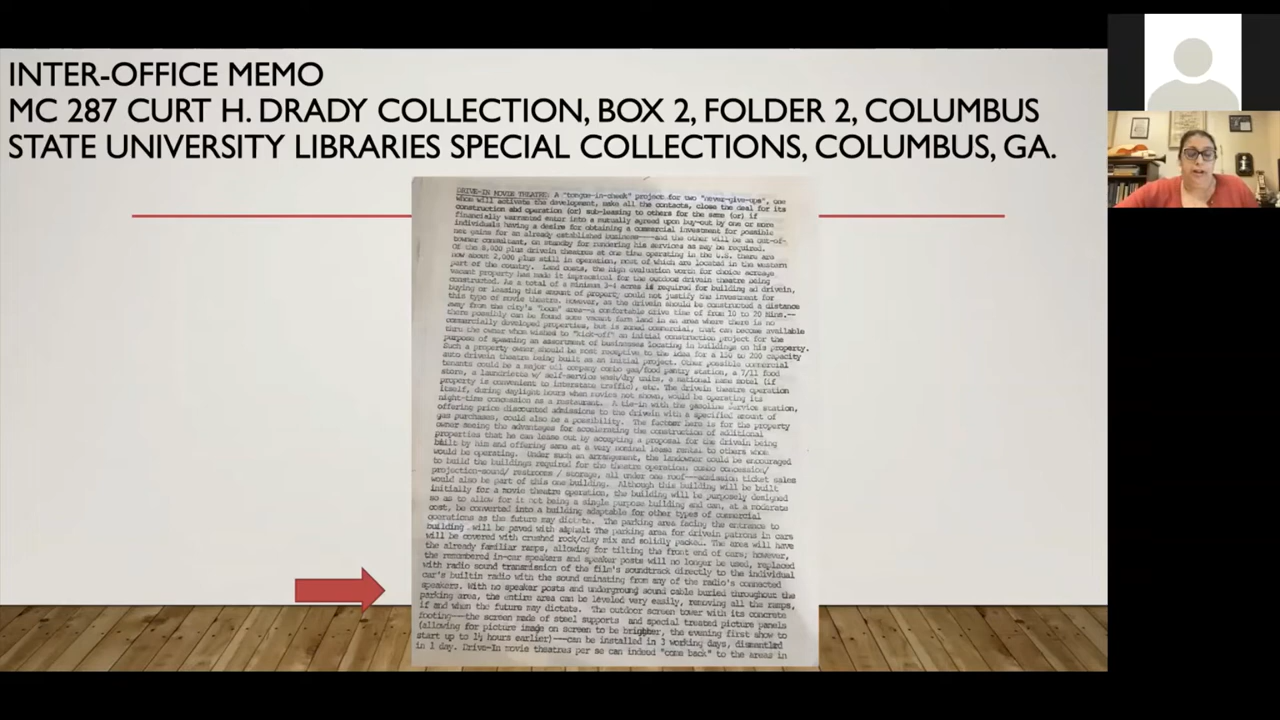 INTER-OFFICE MEMO
MC 287 CURT H. DRADY COLLECTION, BOX 2, FOLDER 2, COLUMBUS
STATE UNIVERSITY LIBRARIES SPECIAL COLLECTIONS, COLUMBUS, GA.
DRIVE-IN MOVIE THEATRE: A "tongue-in-cheek" project for two "never-give-ups", one
whom will activate the development, make all the contacts, close the deal for its
construction and operation (or) sub-leasing to others for the same (or) if
financially warranted enter into a mutually agreed upon buy-out by one or more
individuals having a desire for obtaining a commercial investment for possible
net gains for an already established business----and the other will be an out-of-
owner consultant, on standby for rendering his services as may be required.
Of the 8,000 plus drivein theatres at one time operating in the U.S. there are
now about 2,000 plus still in operation, most of which are located in the western
part of the country. Land costs, the high evaluation worth for choice acreage
vacant property has made it impractical for the outdoor drivein theatre being
constructed. As a total of a minimum 3-4 acres is required for building ad drivein,
buying or leasing this amount of property could not justify the investment for
this type of movie theatre. However, as the drivein should be constructed a distance
away from the city's "boom" area--a comfortable drive time of from 10 to 20 mins.--
there possibly can be found some vacant farm land in an area where there is no
commercially developed properties, but is zoned commercial, that can become available
thru the owner whom wished to "kick-off" an initial construction project for the
purpose of spawning an assortment of businesses locating in buildings on his property.
Such a property owner should be most receptive to the idea for a 150 to 200 capacity
auto drivein theatre being built as an initial project. Other possible commercial
tenants could be a major oil company combo gas/food pantry station, a 7/11 food
store, a laundriette w/ self-service wash/dry units, a national name motel (if
property is convenient to interstate traffic), etc. The drivein theatre operation
itself, during daylight hours when movies not shown, would be operating its
night-time concession as a restaurant. A tie-in with the gasoline service station,
offering price discounted admissions to the drivein with a specified amount of
gas purchases, could also be a possibility. The factner here is for the property
owner seeing the advantages for accelerating the construction of additional
properties that he can lease out by accepting a proposal for the drivein being
built by his and offering same at a very nominal lease rental to others whom
would be operating. Under such an arrangement, the landowner could be encouraged
to build the buildings required for the theatre operation: combo concession/
projection-sound/ restrooms / storage, all under one roof---admission ticket sales
would also be part of this one building. Although this building will be built
initially for a movie theatre operation, the building will be purposely designed
so as to allow for it not being a single purpose building and can, at a moderate
cost, be converted into a building adaptable for other types of commercial
operations as the future may dictate. The parking area facing the entrance to
building will be paved with asphalt The parking area for drivein patrons in cars
will be covered with crushed rock/clay mix and solidly packed. The area will have
the already familiar ramps, allowing for tilting the front end of cars; however,
the remembered in-car speakers and speaker posts will no longer be used, replaced
with radio sound transmission of the film's soundtrack directly to the individual
car's builtin radio with the sound eminating from any of the radio's connected
speakers. With no speaker posts and underground sound cable buried throughout the
parking area, the entire area can be leveled very easily, removing all the ramps,
if and when the future may dictate. The outdoor screen tower with its concrete
footing---the screen made of steel supports and special treated picture panels
(allowing for picture image on screen to be brighter, the evening first show to
start up to 1½ hours earlier)---can be installed in 3 working days, dismantled
in 1 day. Drive-In movie theatres per se can indeed "come back" to the areas in